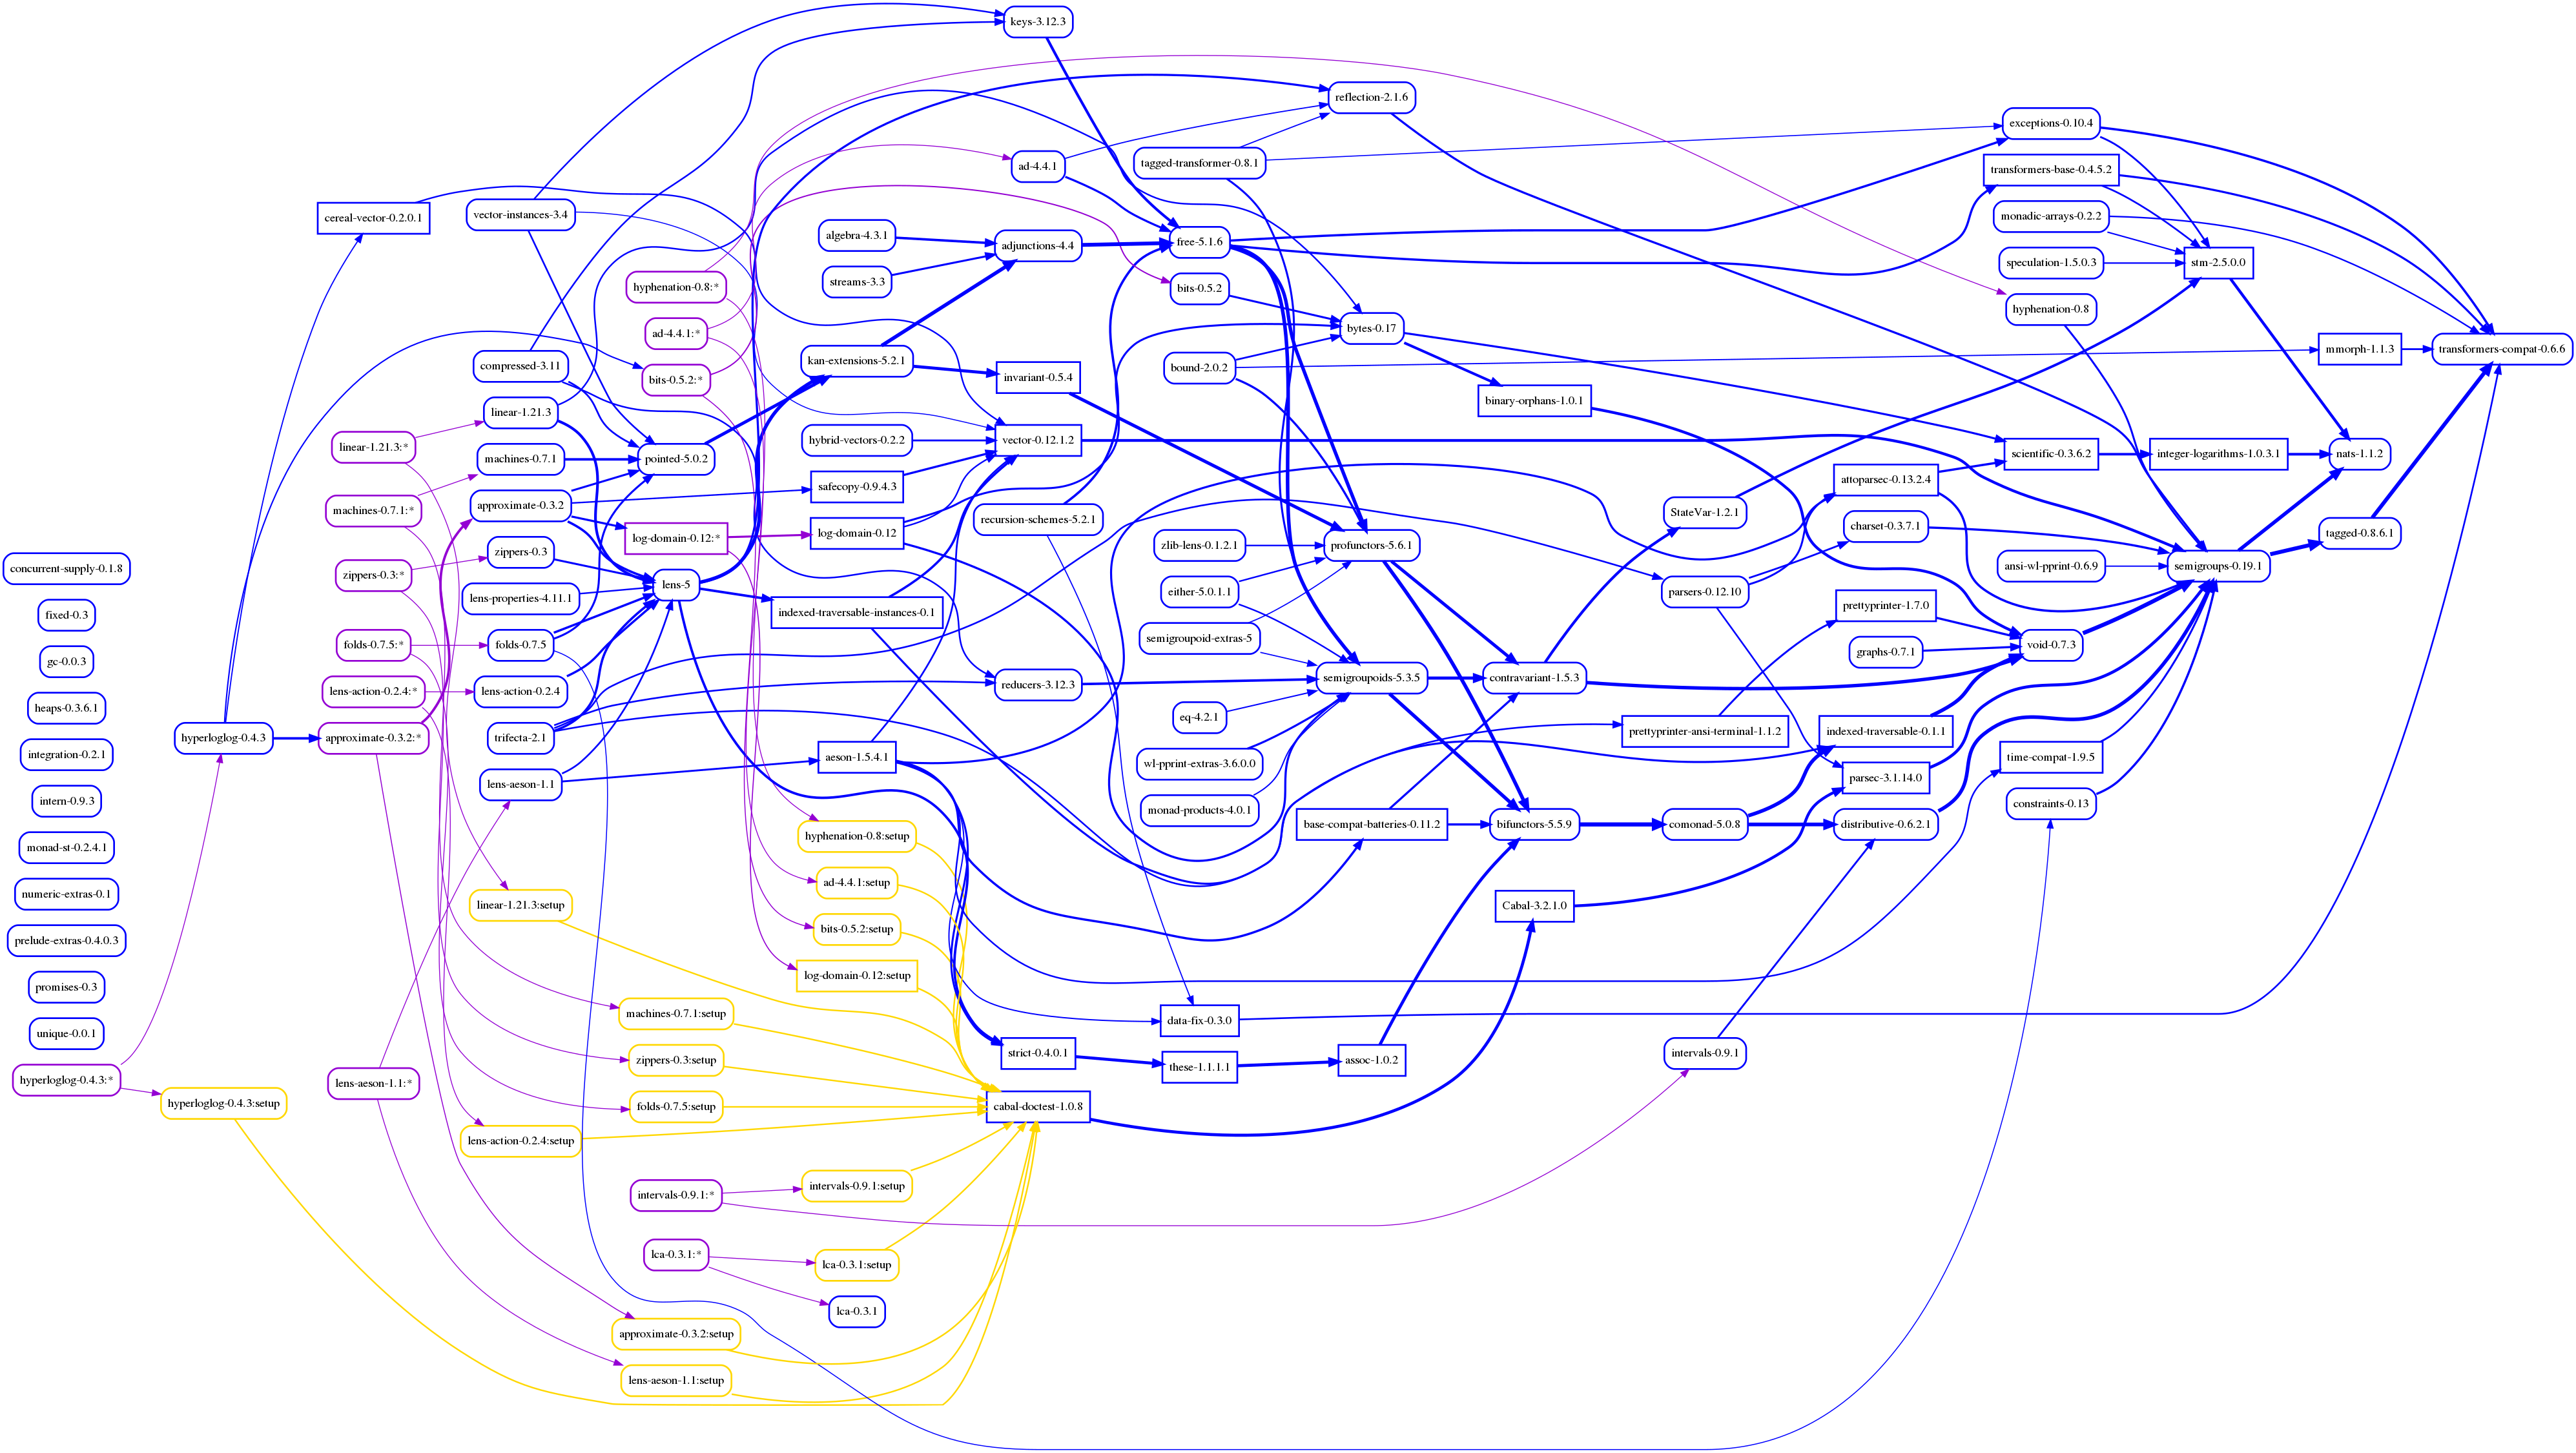 concurrent-supply-0.1.8
fixed-0.3
gc-0.0.3
heaps-0.3.6.1
integration-0.2.1
intern-0.9.3
monad-st-0.2.4.1
numeric-extras-0.1
prelude-extras-0.4.0.3
promises-0.3
unique-0.0.1
hyperloglog-0.4.3:*
hyperloglog-0.4.3
hyperloglog-0.4.3:setup
cereal-vector-0.2.0.1
linear-1.21.3:*
machines-0.7.1:*
zippers-0.3:*
folds-0.7.5:*
lens-action-0.2.4:*
approximate-0.3.2:*
lens-aeson-1.1:*
vector-instances-3.4
compressed-3.11
linear-1.21.3
machines-0.7.1
approximate-0.3.2
zippers-0.3
lens-properties-4.11.1
folds-0.7.5
lens-action-0.2.4
trifecta-2.1
lens-aeson-1.1
linear-1.21.3:setup
lens-action-0.2.4:setup
hyphenation-0.8:*
ad-4.4.1:*
bits-0.5.2:*
pointed-5.0.2
log-domain-0.12:*
lens-5
machines-0.7.1:setup
zippers-0.3:setup
folds-0.7.5:setup
intervals-0.9.1:*
lca-0.3.1:*
approximate-0.3.2:setup
lens-aeson-1.1:setup
algebra-4.3.1
streams-3.3
kan-extensions-5.2.1
hybrid-vectors-0.2.2
safecopy-0.9.4.3
log-domain-0.12
indexed-traversable-instances-0.1
aeson-1.5.4.1
hyphenation-0.8:setup
ad-4.4.1:setup
bits-0.5.2:setup
log-domain-0.12:setup
intervals-0.9.1:setup
lca-0.3.1:setup
lca-0.3.1
keys-3.12.3
ad-4.4.1
adjunctions-4.4
invariant-0.5.4
vector-0.12.1.2
recursion-schemes-5.2.1
reducers-3.12.3
strict-0.4.0.1
cabal-doctest-1.0.8
tagged-transformer-0.8.1
free-5.1.6
bits-0.5.2
bound-2.0.2
zlib-lens-0.1.2.1
either-5.0.1.1
semigroupoid-extras-5
eq-4.2.1
wl-pprint-extras-3.6.0.0
monad-products-4.0.1
data-fix-0.3.0
these-1.1.1.1
reflection-2.1.6
bytes-0.17
profunctors-5.6.1
semigroupoids-5.3.5
base-compat-batteries-0.11.2
assoc-1.0.2
binary-orphans-1.0.1
contravariant-1.5.3
bifunctors-5.5.9
Cabal-3.2.1.0
StateVar-1.2.1
parsers-0.12.10
prettyprinter-ansi-terminal-1.1.2
comonad-5.0.8
intervals-0.9.1
attoparsec-0.13.2.4
charset-0.3.7.1
prettyprinter-1.7.0
graphs-0.7.1
indexed-traversable-0.1.1
parsec-3.1.14.0
distributive-0.6.2.1
exceptions-0.10.4
transformers-base-0.4.5.2
monadic-arrays-0.2.2
speculation-1.5.0.3
hyphenation-0.8
scientific-0.3.6.2
ansi-wl-pprint-0.6.9
void-0.7.3
time-compat-1.9.5
constraints-0.13
stm-2.5.0.0
integer-logarithms-1.0.3.1
semigroups-0.19.1
mmorph-1.1.3
nats-1.1.2
tagged-0.8.6.1
transformers-compat-0.6.6